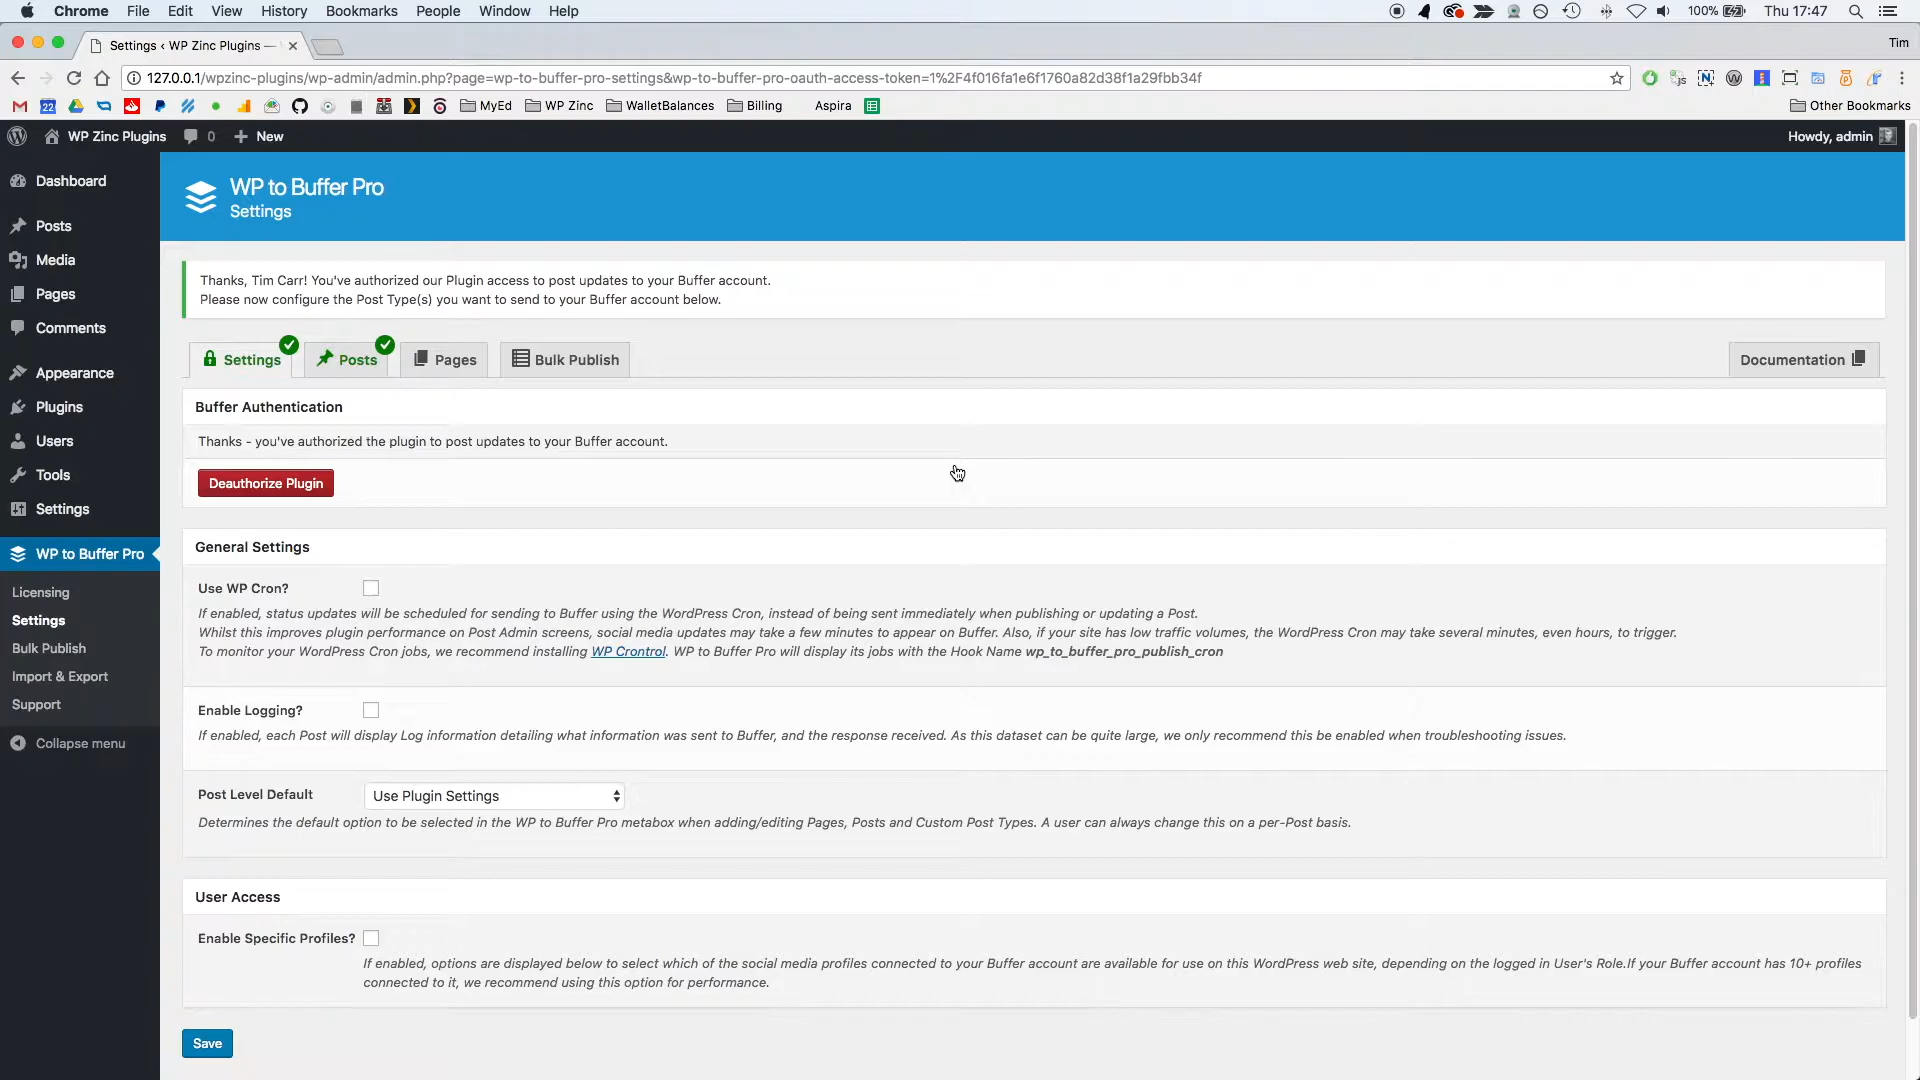 Chrome File Edit View History Bookmarks People Window Help 100% Thu 17:47
Settings ‹ WP Zinc Plugins — Tim
127.0.0.1/wpzinc-plugins/wp-admin/admin.php?page=wp-to-buffer-pro-settings&wp-to-buffer-pro-oauth-access-token=1%2F4f016fa1e6f1760a82d38f1a29fbb34f
22 MyEd WP Zinc WalletBalances Billing Aspira Other Bookmarks
WP Zinc Plugins 0 New Howdy, admin
Dashboard
Posts
Media
Pages
Comments
Appearance
Plugins
Users
Tools
Settings
WP to Buffer Pro
Licensing
Settings
Bulk Publish
Import & Export
Support
Collapse menu
WP to Buffer Pro
Settings
Thanks, Tim Carr! You've authorized our Plugin access to post updates to your Buffer account.
Please now configure the Post Type(s) you want to send to your Buffer account below.
Settings Posts Pages Bulk Publish Documentation
Buffer Authentication
Thanks - you've authorized the plugin to post updates to your Buffer account.
Deauthorize Plugin
General Settings
Use WP Cron?
If enabled, status updates will be scheduled for sending to Buffer using the WordPress Cron, instead of being sent immediately when publishing or updating a Post.
Whilst this improves plugin performance on Post Admin screens, social media updates may take a few minutes to appear on Buffer. Also, if your site has low traffic volumes, the WordPress Cron may take several minutes, even hours, to trigger.
To monitor your WordPress Cron jobs, we recommend installing WP Crontrol. WP to Buffer Pro will display its jobs with the Hook Name wp_to_buffer_pro_publish_cron
Enable Logging?
If enabled, each Post will display Log information detailing what information was sent to Buffer, and the response received. As this dataset can be quite large, we only recommend this be enabled when troubleshooting issues.
Post Level Default Use Plugin Settings
Determines the default option to be selected in the WP to Buffer Pro metabox when adding/editing Pages, Posts and Custom Post Types. A user can always change this on a per-Post basis.
User Access
Enable Specific Profiles?
If enabled, options are displayed below to select which of the social media profiles connected to your Buffer account are available for use on this WordPress web site, depending on the logged in User's Role.If your Buffer account has 10+ profiles
connected to it, we recommend using this option for performance.
Save